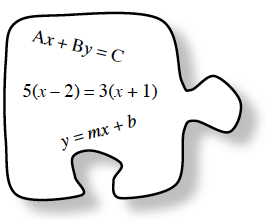 Ax + By = C
5(x – 2) = 3(x + 1)
y = mx + b